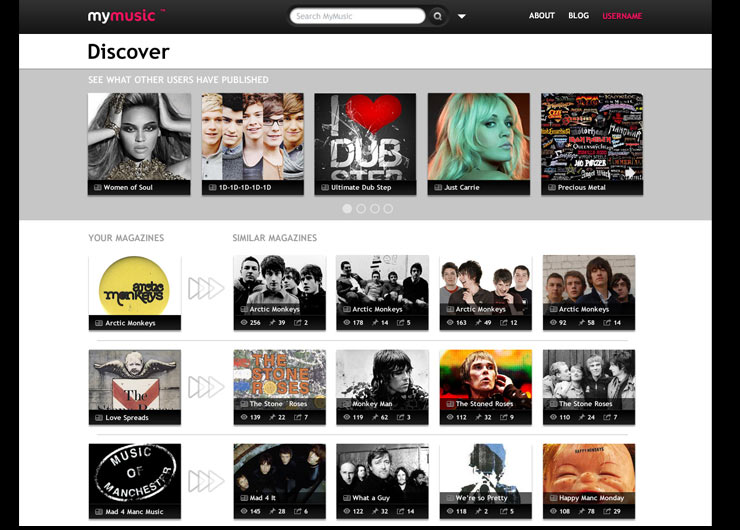 mymusic™
Search MyMusic
ABOUT BLOG USERNAME
Discover
SEE WHAT OTHER USERS HAVE PUBLISHED
I
DUB
STEP
Women of Soul
1D-1D-1D-1D-1D
Ultimate Dub Step
Just Carrie
Precious Metal
YOUR MAGAZINES
SIMILAR MAGAZINES
arctic
monkeys
Arctic Monkeys
Arctic Monkeys
256 39 2
Arctic Monkeys
178 14 5
Arctic Monkeys
163 49 12
Arctic Monkeys
92 58 14
The
Love Spreads
THE
STONE
ROSES
The Stone  Roses
139 22 7
Monkey Man
119 62 3
The Stoned Roses
112 32 9
The Stone Roses
110 24 7
MUSIC
OF
MANCHESTER
Mad 4 Manc Music
Mad 4 It
145 28 6
What a Guy
122 32 14
We're so Pretty
118 2 5
HAPPY MONDAYS
Happy Manc Monday
108 78 29